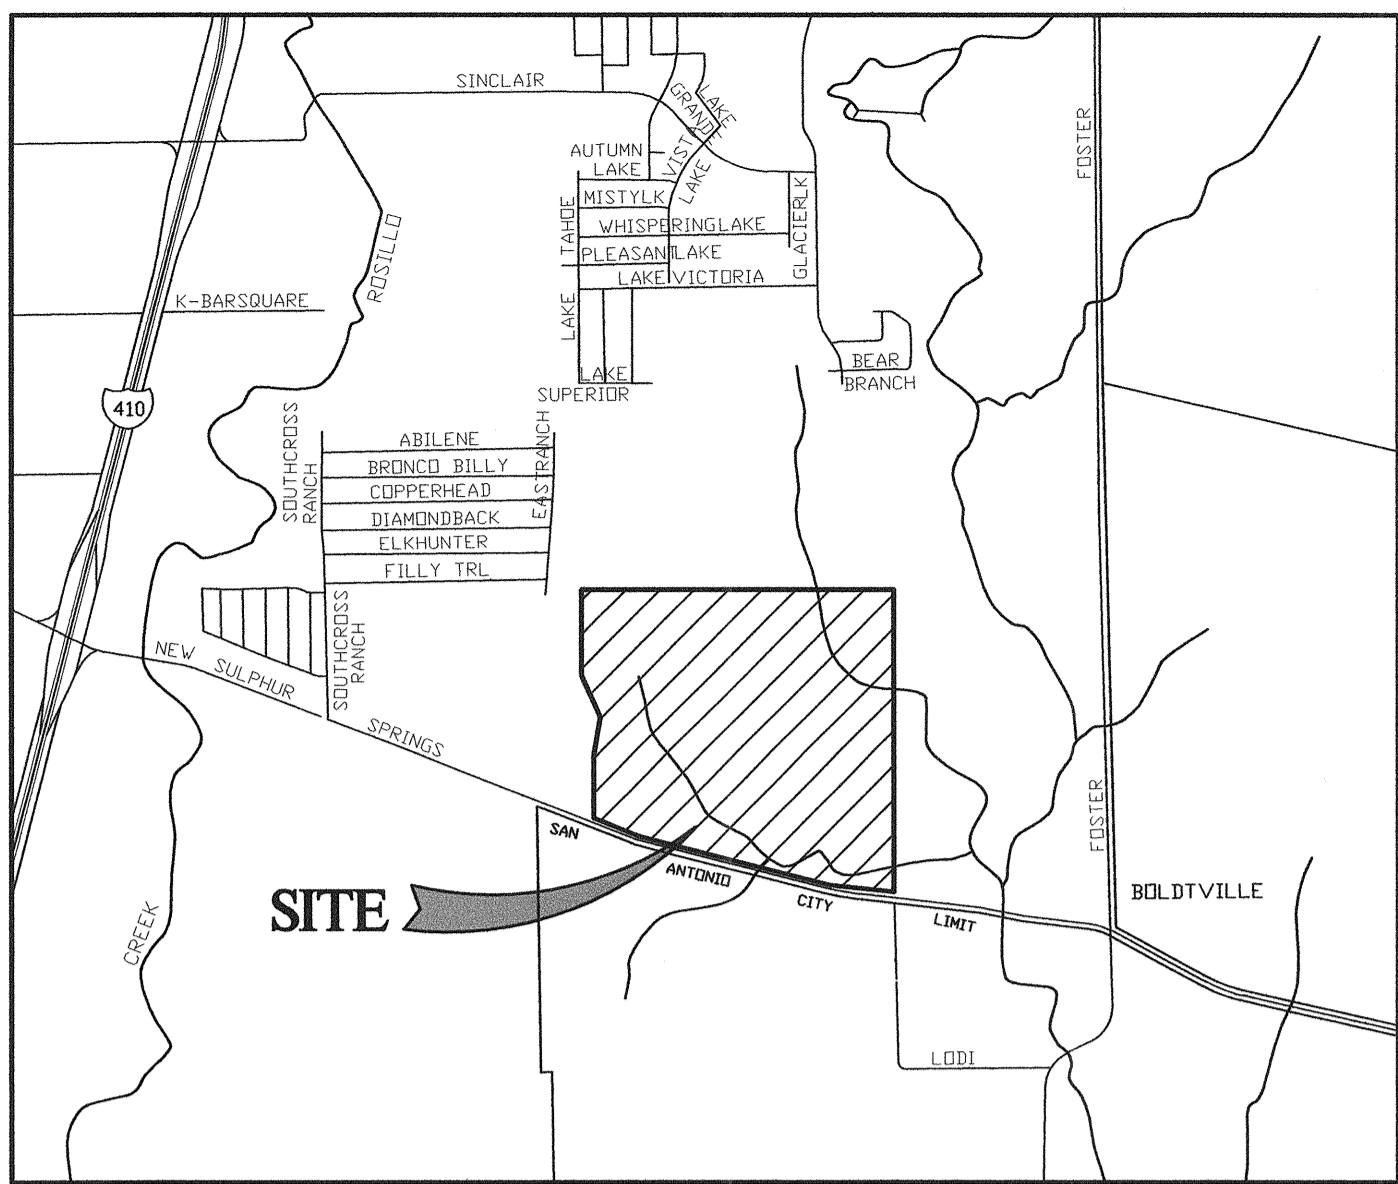 SINCLAIR
LAKE
GRANDE
VISTA
LAKE
AUTUMN
LAKE
MISTYLK
WHISPERINGLAKE
PLEASANTLAKE
LAKE VICTORIA
TAHOE
LAKE
GLACIERLK
LAKE
SUPERIOR
BEAR
BRANCH
FOSTER
ROSILLO
K-BARSQUARE
410
SOUTHCROSS
RANCH
ABILENE
BRONCO BILLY
COPPERHEAD
DIAMONDBACK
ELKHUNTER
FILLY TRL
EASTRANCH
SOUTHCROSS
RANCH
NEW SULPHUR SPRINGS
SAN ANTONIO CITY LIMIT
FOSTER
BOLDTVILLE
SITE
CREEK
LODI